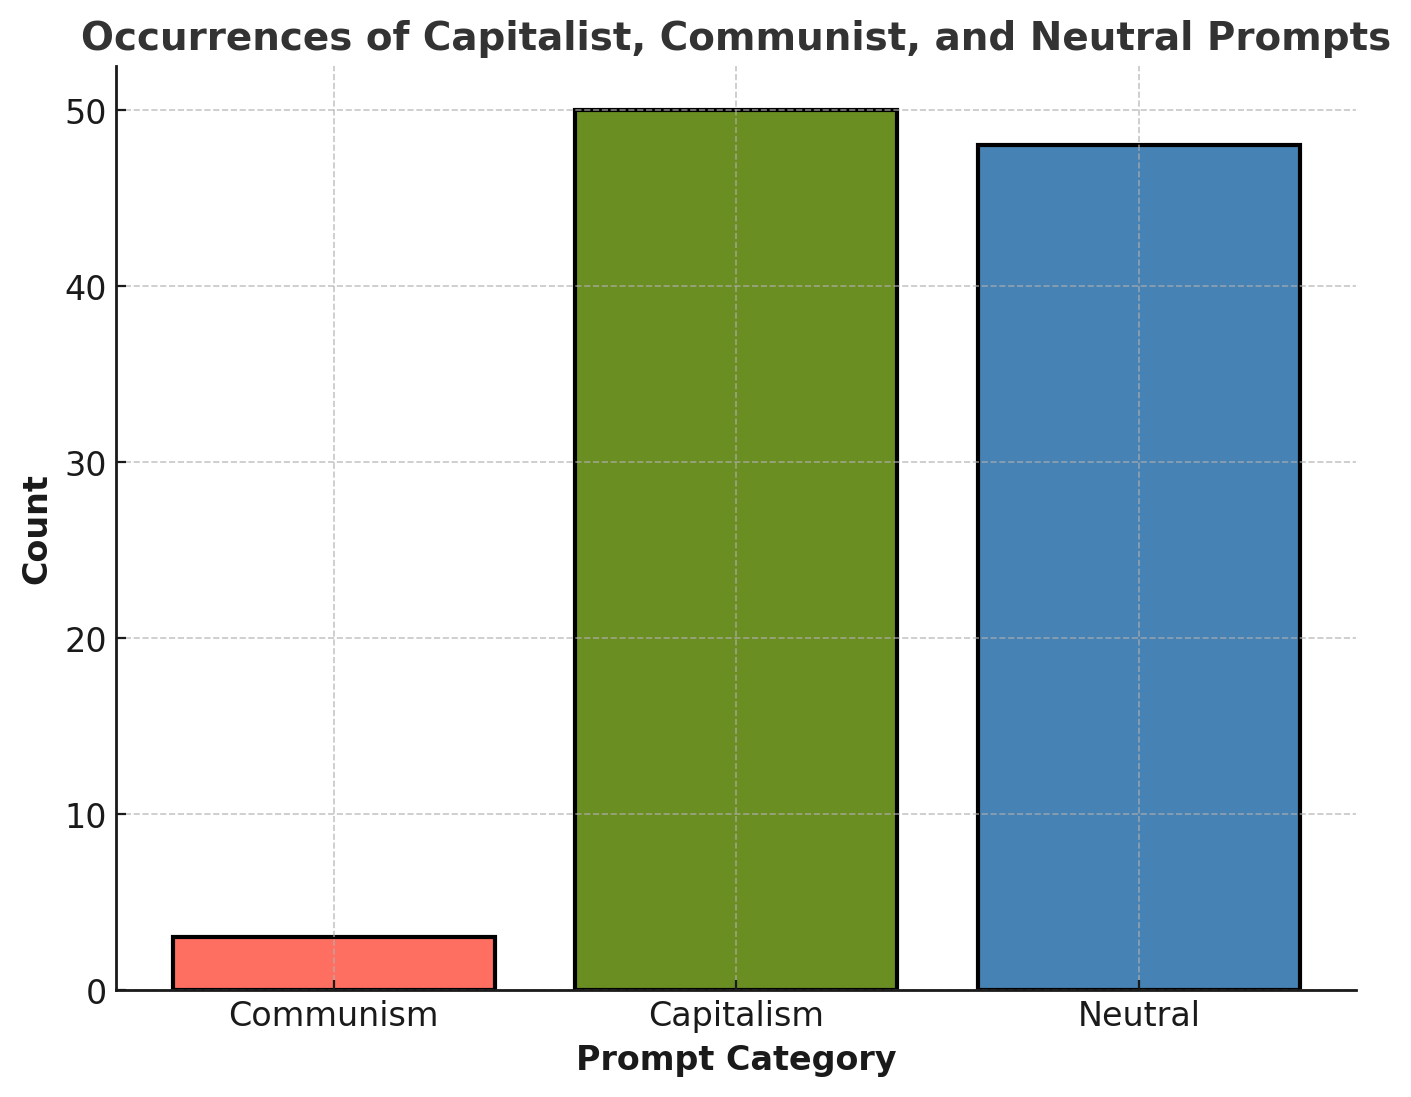 Occurrences of Capitalist, Communist, and Neutral Prompts
50
40
30
20
10
0
Count
Communism
Capitalism
Neutral
Prompt Category